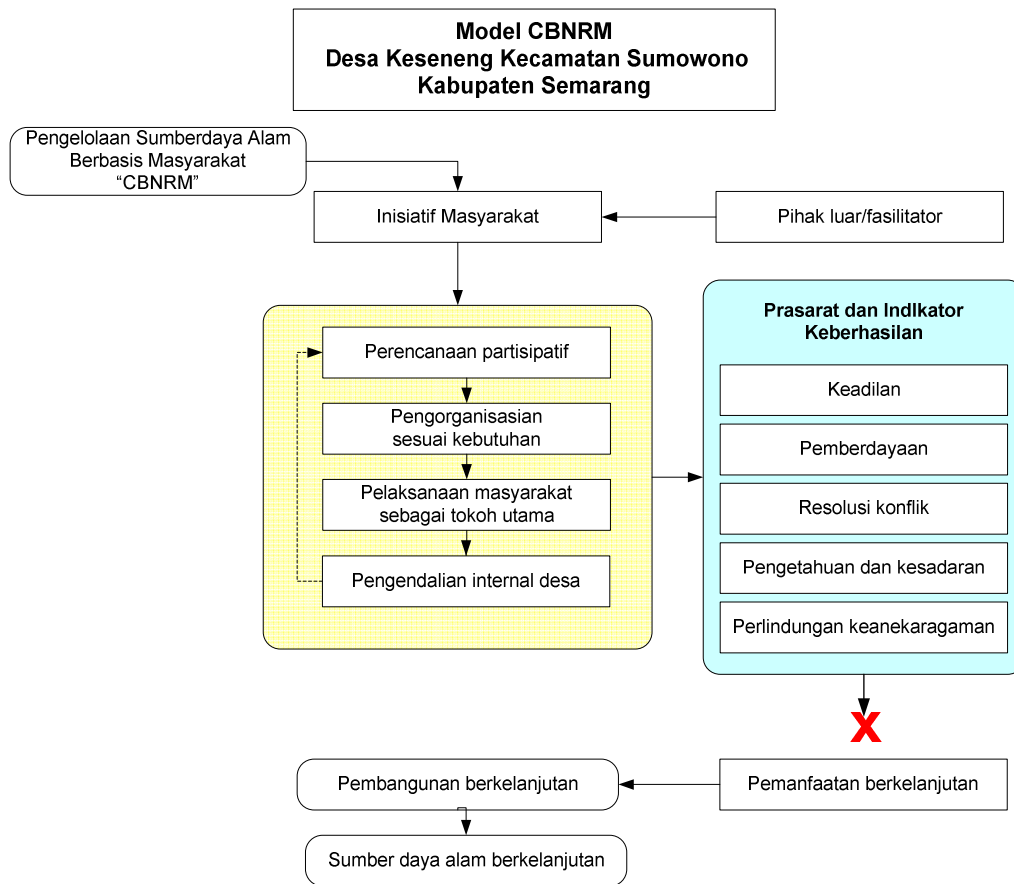 Model CBNRM
Desa Keseneng Kecamatan Sumowono
Kabupaten Semarang
Pengelolaan Sumberdaya Alam
Berbasis Masyarakat
“CBNRM”
Inisiatif Masyarakat
Pihak luar/fasilitator
Perencanaan partisipatif
Pengorganisasian
sesuai kebutuhan
Pelaksanaan masyarakat
sebagai tokoh utama
Pengendalian internal desa
Prasarat dan IndIkator
Keberhasilan
Keadilan
Pemberdayaan
Resolusi konflik
Pengetahuan dan kesadaran
Perlindungan keanekaragaman
X
Pemanfaatan berkelanjutan
Pembangunan berkelanjutan
Sumber daya alam berkelanjutan